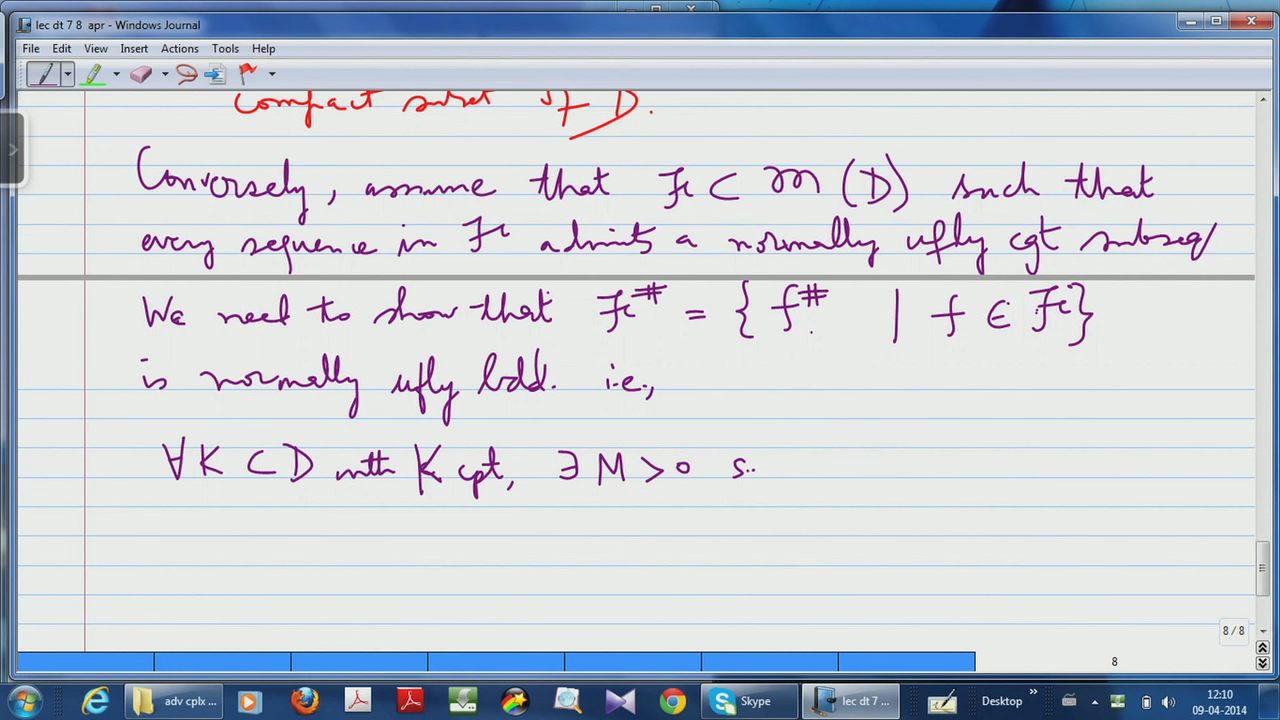 lec dt 7 8 apr - Windows Journal
File Edit View Insert Actions Tools Help
compact subset of D.
Conversely, assume that ℱ ⊂ 𝓜(D) such that
every sequence in ℱ admits a normally ufly cgt subseq/
We need to show that ℱ^# = { f^# | f ∈ ℱ }
is normally ufly bdd. i.e.,
∀ K ⊂ D with K cpt, ∃ M > 0 s..
8 / 8
8
adv cplx ...
Skype
lec dt 7 ...
Desktop
12:10
09-04-2014